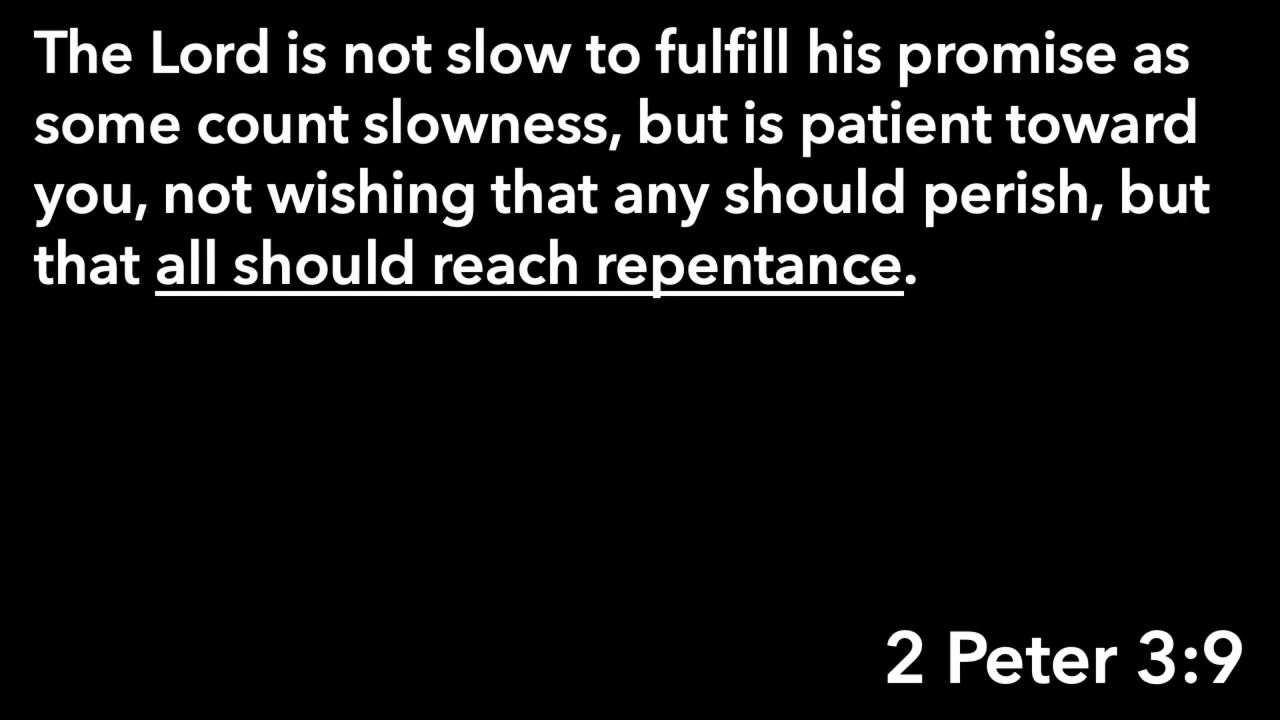 The Lord is not slow to fulfill his promise as
some count slowness, but is patient toward
you, not wishing that any should perish, but
that all should reach repentance.
2 Peter 3:9